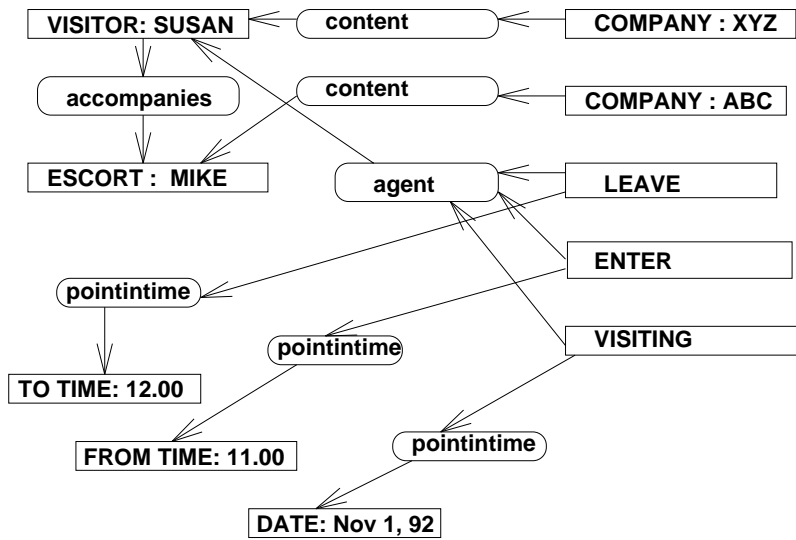 VISITOR: SUSAN
content
COMPANY : XYZ
accompanies
content
COMPANY : ABC
ESCORT : MIKE
agent
LEAVE
ENTER
pointintime
pointintime
VISITING
TO TIME: 12.00
pointintime
FROM TIME: 11.00
DATE: Nov 1, 92